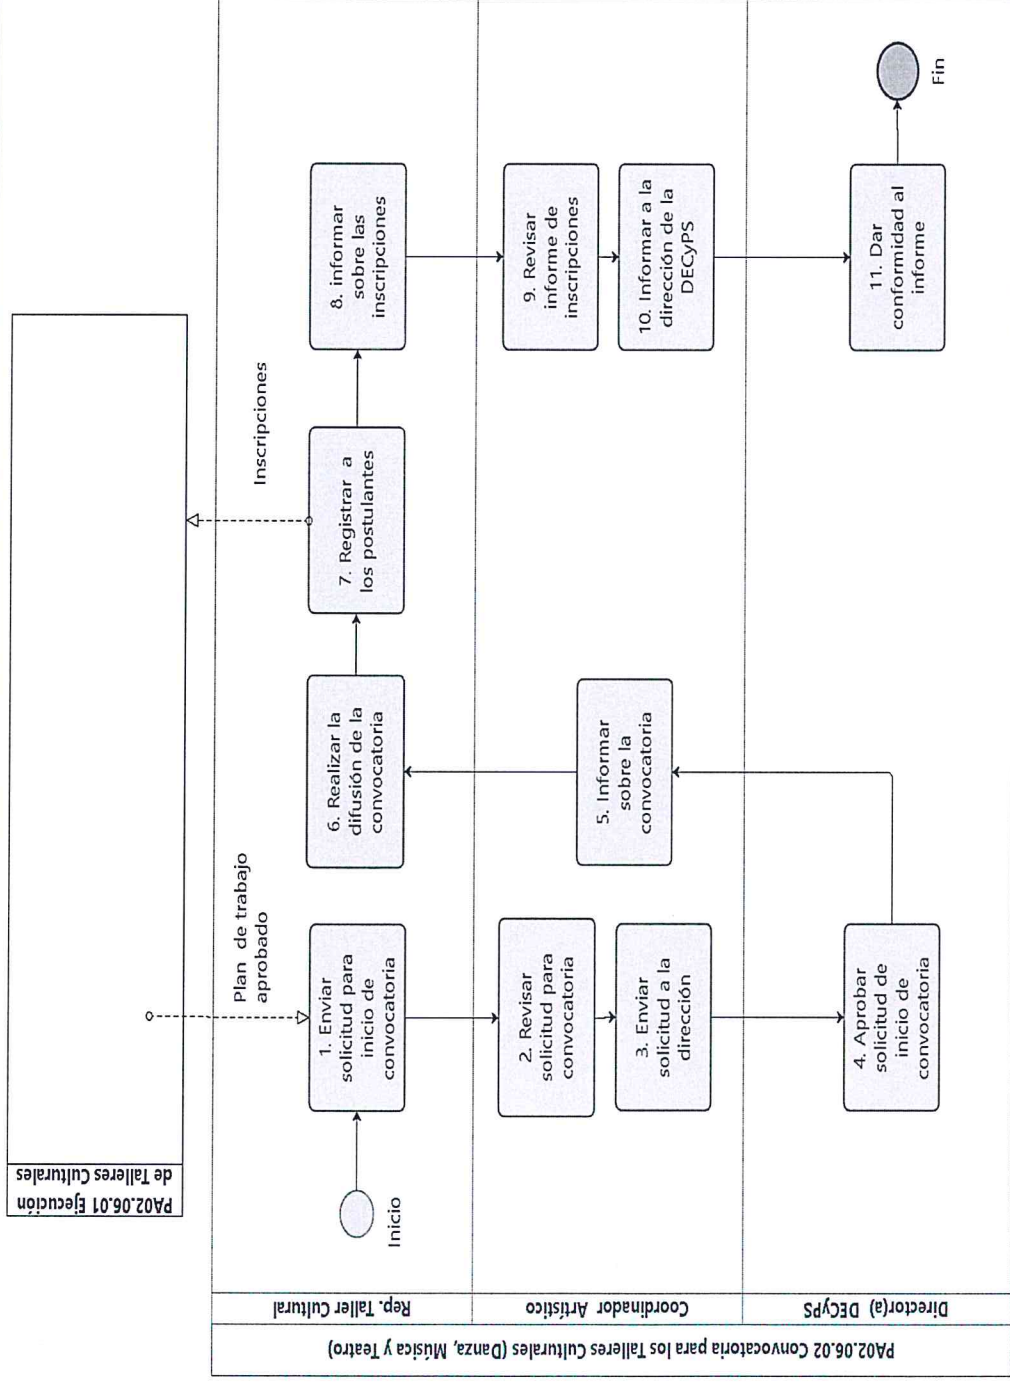 PA02.06.01 Ejecución
de Talleres Culturales
PA02.06.02 Convocatoria para los Talleres Culturales (Danza, Música y Teatro)
Rep. Taller Cultural
Coordinador Artístico
Director(a) DECyPS
Inicio
Plan de trabajo
aprobado
1. Enviar
solicitud para
inicio de
convocatoria
2. Revisar
solicitud para
convocatoria
3. Enviar
solicitud a la
dirección
4. Aprobar
solicitud de
inicio de
convocatoria
5. Informar
sobre la
convocatoria
6. Realizar la
difusión de la
convocatoria
7. Registrar a
los postulantes
Inscripciones
8. informar
sobre las
inscripciones
9. Revisar
informe de
inscripciones
10. Informar a la
dirección de la
DECyPS
11. Dar
conformidad al
informe
Fin